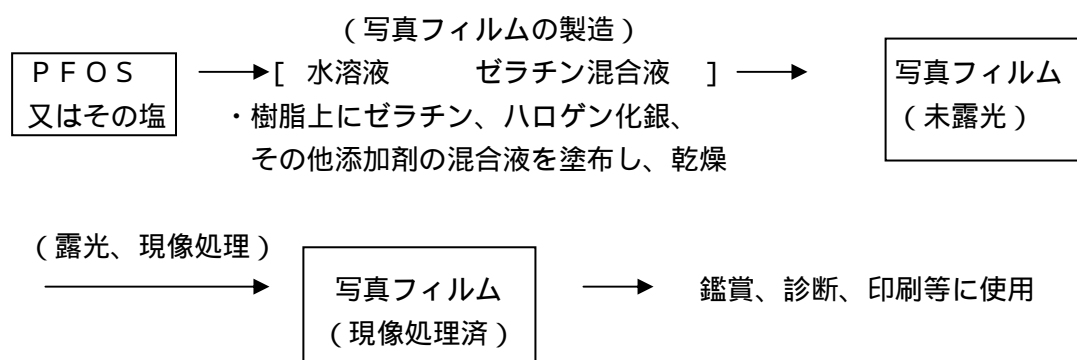 （写真フィルムの製造）
ＰＦＯＳ
又はその塩
［ 水溶液 ゼラチン混合液 ］
・樹脂上にゼラチン、ハロゲン化銀、
その他添加剤の混合液を塗布し、乾燥
写真フィルム
（未露光）
（露光、現像処理）
写真フィルム
（現像処理済）
鑑賞、診断、印刷等に使用